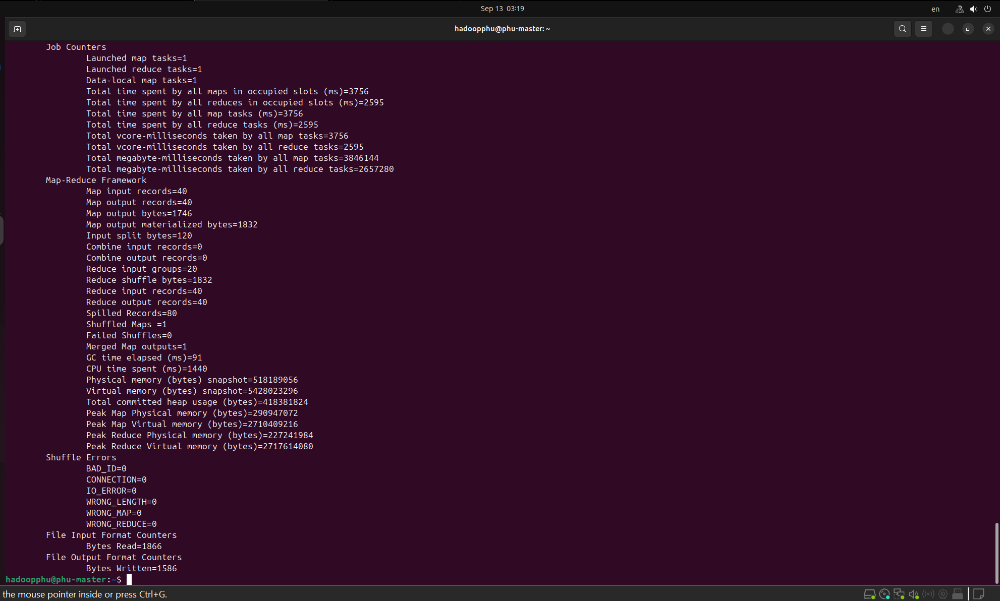 Sep 13 03:19
en
hadoopphu@phu-master: ~
Job Counters
Launched map tasks=1
Launched reduce tasks=1
Data-local map tasks=1
Total time spent by all maps in occupied slots (ms)=3756
Total time spent by all reduces in occupied slots (ms)=2595
Total time spent by all map tasks (ms)=3756
Total time spent by all reduce tasks (ms)=2595
Total vcore-milliseconds taken by all map tasks=3756
Total vcore-milliseconds taken by all reduce tasks=2595
Total megabyte-milliseconds taken by all map tasks=3846144
Total megabyte-milliseconds taken by all reduce tasks=2657280
Map-Reduce Framework
Map input records=40
Map output records=40
Map output bytes=1746
Map output materialized bytes=1832
Input split bytes=120
Combine input records=0
Combine output records=0
Reduce input groups=20
Reduce shuffle bytes=1832
Reduce input records=40
Reduce output records=40
Spilled Records=80
Shuffled Maps =1
Failed Shuffles=0
Merged Map outputs=1
GC time elapsed (ms)=91
CPU time spent (ms)=1440
Physical memory (bytes) snapshot=518189056
Virtual memory (bytes) snapshot=5428023296
Total committed heap usage (bytes)=418381824
Peak Map Physical memory (bytes)=290947072
Peak Map Virtual memory (bytes)=2710409216
Peak Reduce Physical memory (bytes)=227241984
Peak Reduce Virtual memory (bytes)=2717614080
Shuffle Errors
BAD_ID=0
CONNECTION=0
IO_ERROR=0
WRONG_LENGTH=0
WRONG_MAP=0
WRONG_REDUCE=0
File Input Format Counters
Bytes Read=1866
File Output Format Counters
Bytes Written=1586
hadoopphu@phu-master:~$
the mouse pointer inside or press Ctrl+G.